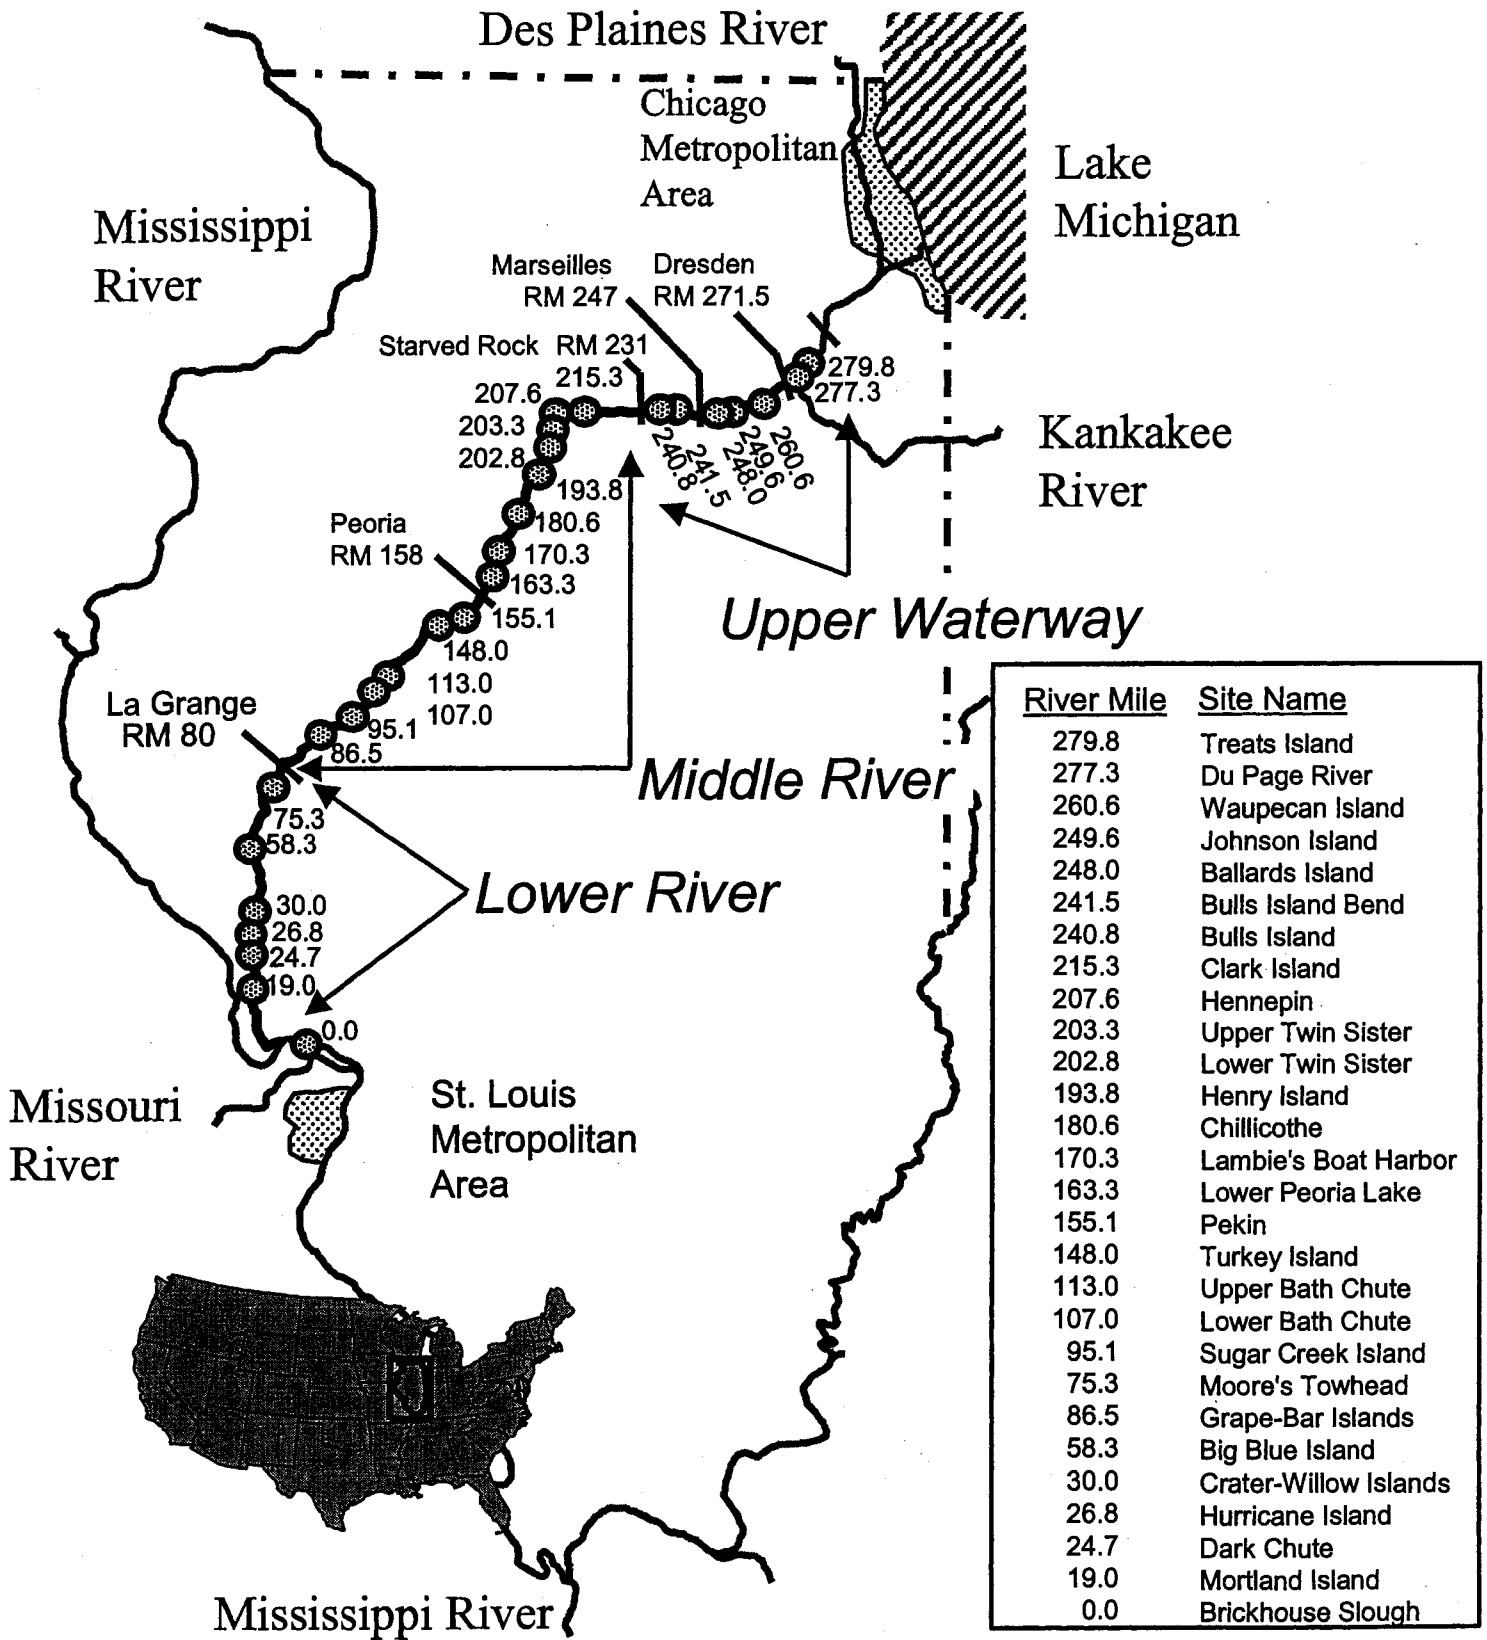 Des Plaines River
Chicago
Metropolitan
Area
Lake
Michigan
Mississippi
River
Marseilles
RM 247
Dresden
RM 271.5
Starved Rock RM 231
279.8
277.3
215.3
207.6
203.3
202.8
193.8
180.6
170.3
163.3
240.8
241.5
248.0
249.6
260.6
Kankakee
River
Peoria
RM 158
155.1
148.0
113.0
107.0
95.1
86.5
Upper Waterway
La Grange
RM 80
Middle River
75.3
58.3
30.0
26.8
24.7
19.0
0.0
Lower River
Missouri
River
St. Louis
Metropolitan
Area
Mississippi River
River Mile Site Name
279.8 Treats Island
277.3 Du Page River
260.6 Waupecan Island
249.6 Johnson Island
248.0 Ballards Island
241.5 Bulls Island Bend
240.8 Bulls Island
215.3 Clark Island
207.6 Hennepin
203.3 Upper Twin Sister
202.8 Lower Twin Sister
193.8 Henry Island
180.6 Chillicothe
170.3 Lambie's Boat Harbor
163.3 Lower Peoria Lake
155.1 Pekin
148.0 Turkey Island
113.0 Upper Bath Chute
107.0 Lower Bath Chute
95.1 Sugar Creek Island
75.3 Moore's Towhead
86.5 Grape-Bar Islands
58.3 Big Blue Island
30.0 Crater-Willow Islands
26.8 Hurricane Island
24.7 Dark Chute
19.0 Mortland Island
0.0 Brickhouse Slough